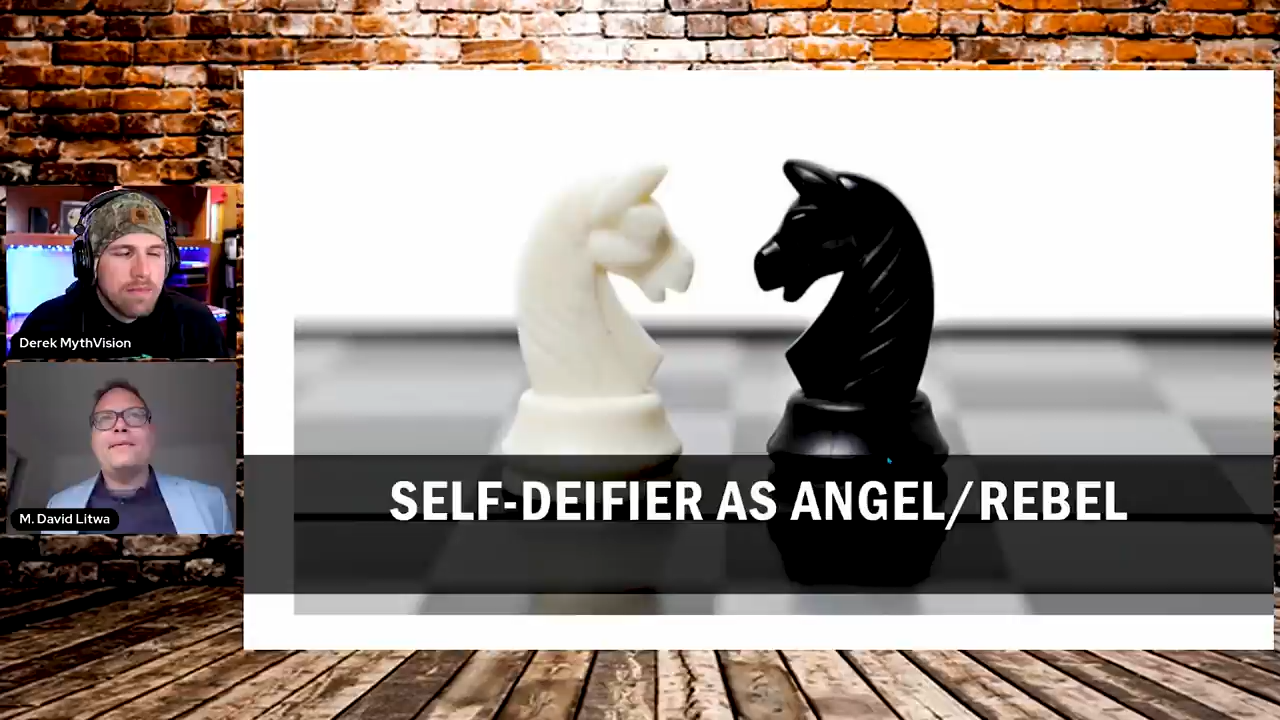 Derek MythVision
M. David Litwa
SELF-DEIFIER AS ANGEL/REBEL